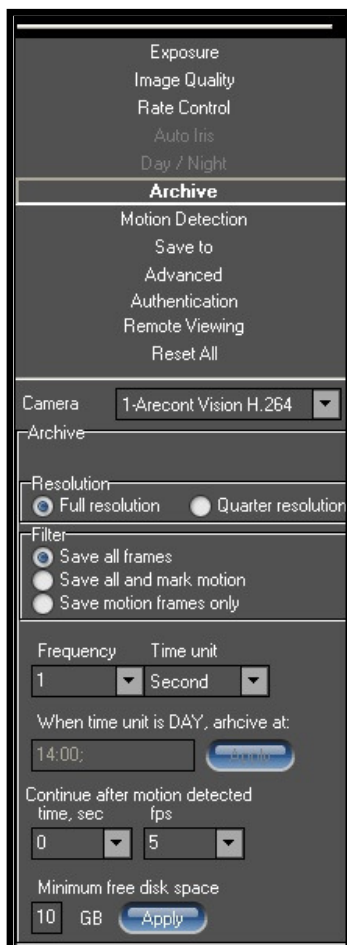 Exposure
Image Quality
Rate Control
Auto Iris
Day / Night
Archive
Motion Detection
Save to
Advanced
Authentication
Remote Viewing
Reset All
Camera 1-Arecont Vision H.264
Archive
Resolution
Full resolution Quarter resolution
Filter
Save all frames
Save all and mark motion
Save motion frames only
Frequency Time unit
1 Second
When time unit is DAY, arhcive at:
14:00; Apply
Continue after motion detected
time, sec fps
0 5
Minimum free disk space
10 GB Apply